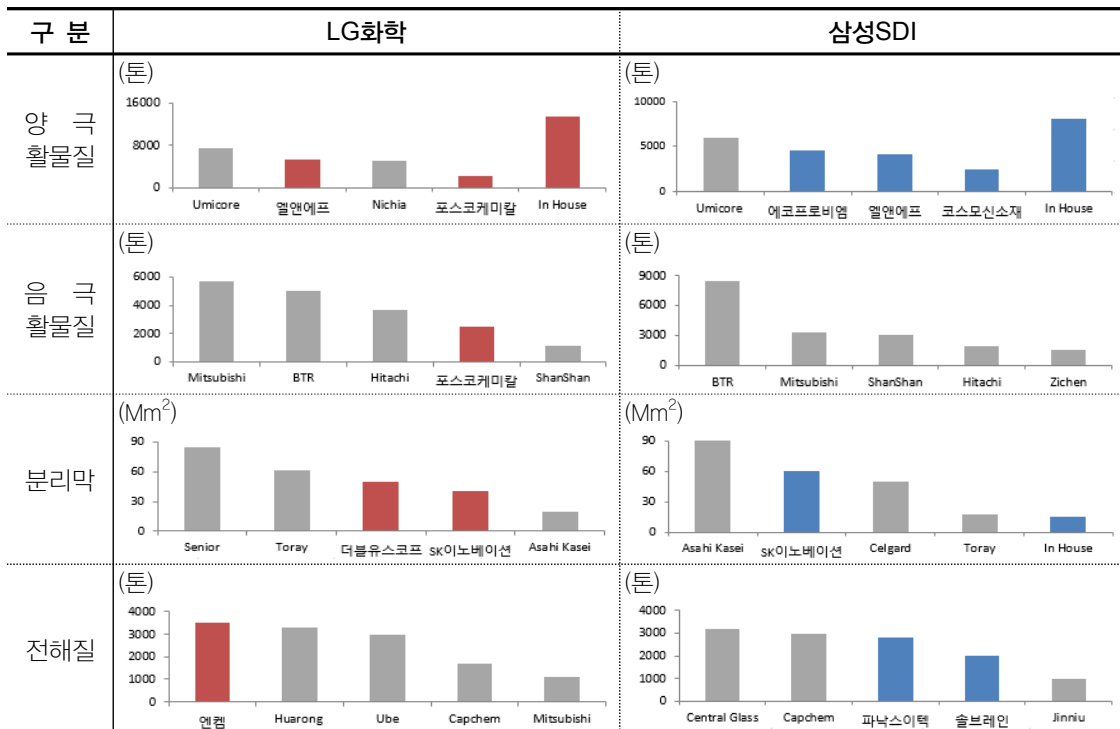 구 분 LG화학 삼성SDI
양 극
활물질
(톤)
16000
8000
0
Umicore 엘앤에프 Nichia 포스코케미칼 In House
(톤)
10000
5000
0
Umicore 에코프로비엠 엘앤에프 코스모신소재 In House
음 극
활물질
(톤)
6000
4000
2000
0
Mitsubishi BTR Hitachi 포스코케미칼 ShanShan
(톤)
9000
6000
3000
0
BTR Mitsubishi ShanShan Hitachi Zichen
분리막
(Mm²)
90
60
30
0
Senior Toray 더블유스코프 SK이노베이션 Asahi Kasei
(Mm²)
90
60
30
0
Asahi Kasei SK이노베이션 Celgard Toray In House
전해질
(톤)
4000
3000
2000
1000
0
엔켐 Huarong Ube Capchem Mitsubishi
(톤)
4000
3000
2000
1000
0
Central Glass Capchem 파낙스이텍 솔브레인 Jinniu